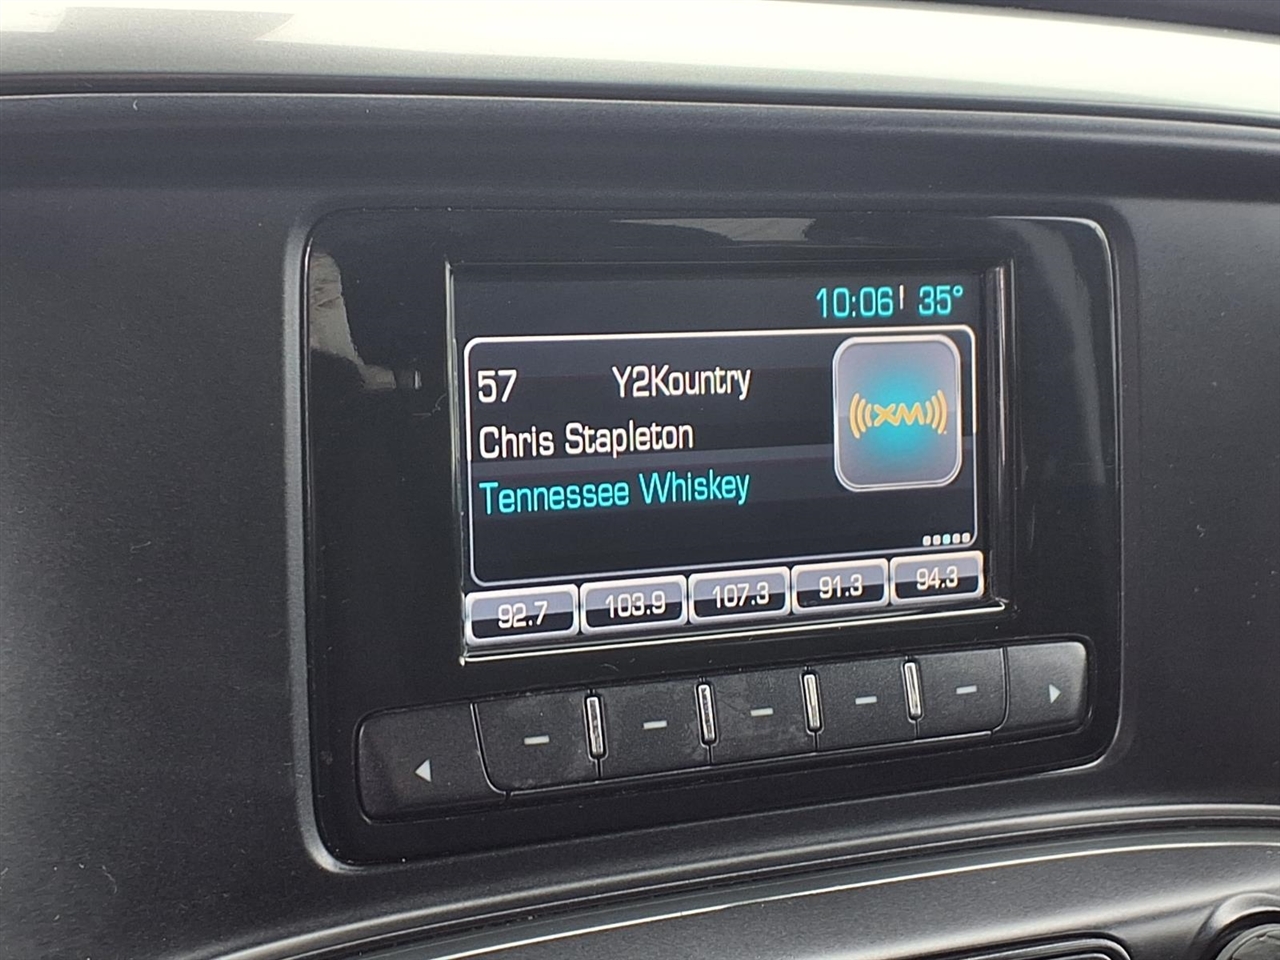 10:06 35°
57 Y2Kountry
Chris Stapleton
XM
Tennessee Whiskey
92.7 103.9 107.3 91.3 94.3